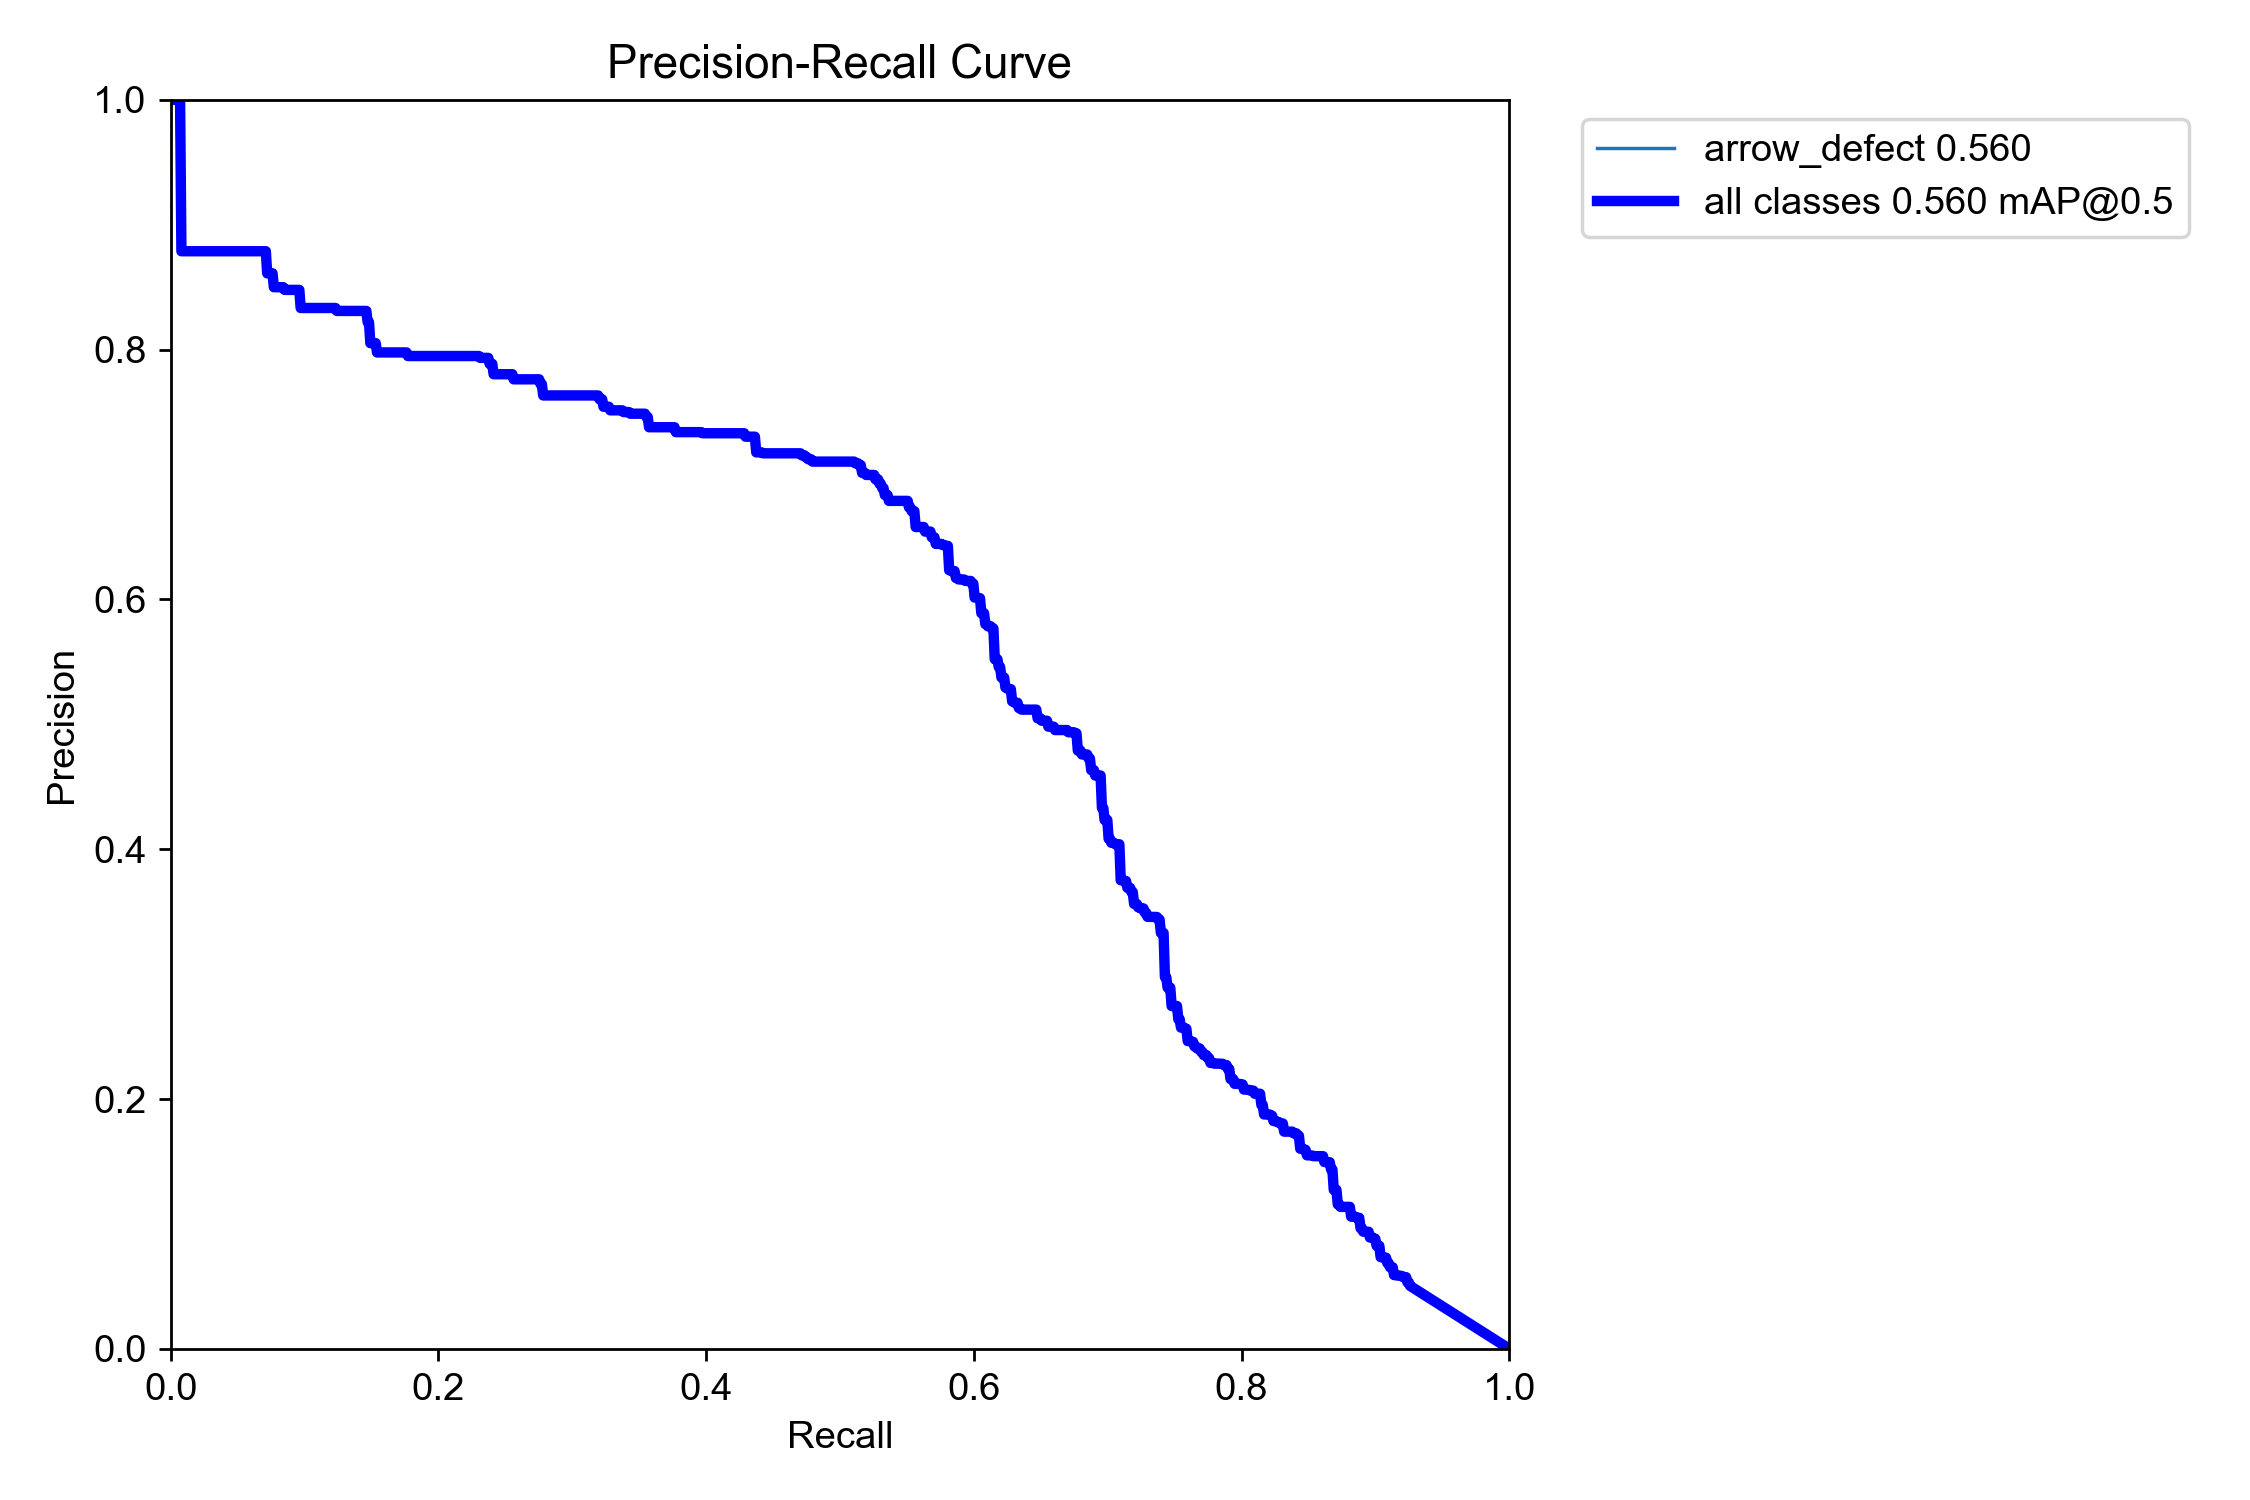 Precision-Recall Curve
1.0
0.8
0.6
0.4
0.2
0.0
Precision
0.0 0.2 0.4 0.6 0.8 1.0
Recall
arrow_defect 0.560
all classes 0.560 mAP@0.5